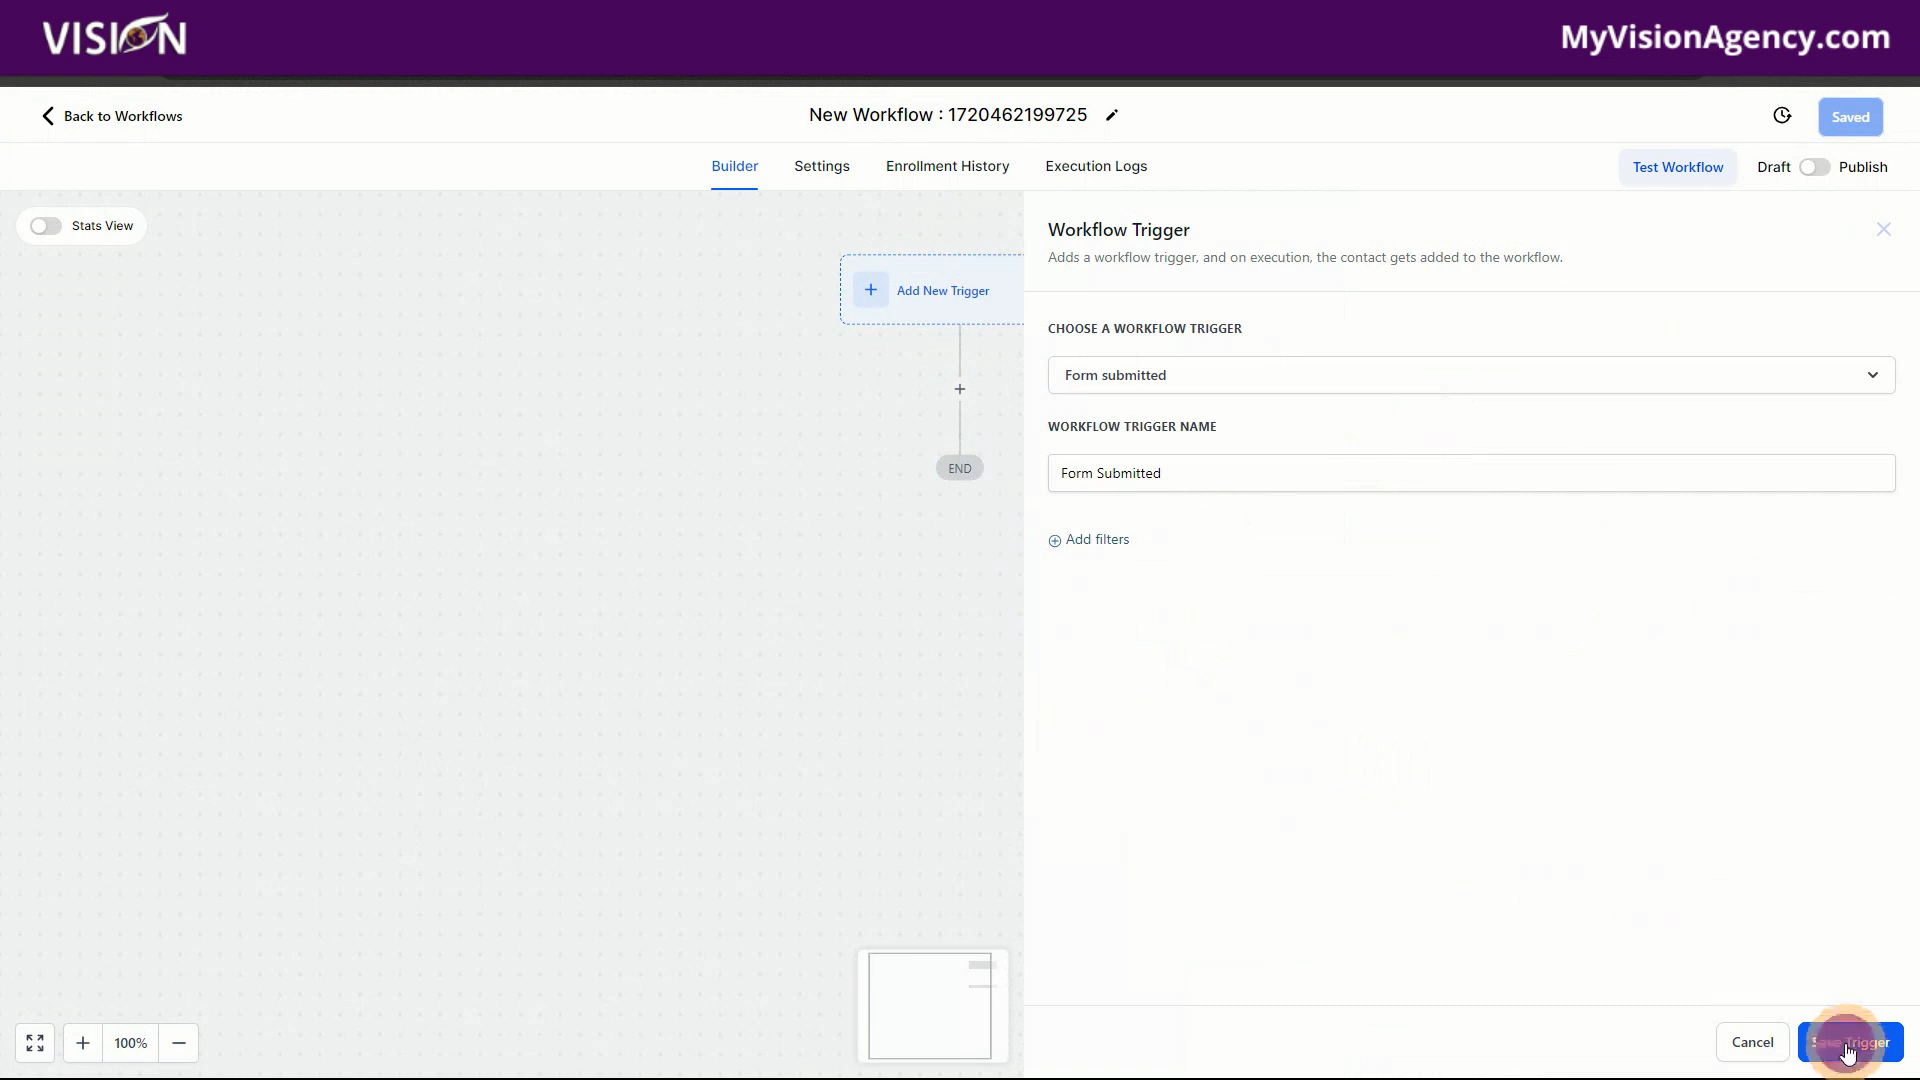 VISION
MyVisionAgency.com
Back to Workflows
New Workflow : 1720462199725
Saved
Builder
Settings
Enrollment History
Execution Logs
Test Workflow
Draft
Publish
Stats View
Add New Trigger
END
Workflow Trigger
Adds a workflow trigger, and on execution, the contact gets added to the workflow.
CHOOSE A WORKFLOW TRIGGER
Form submitted
WORKFLOW TRIGGER NAME
Form Submitted
Add filters
100%
Cancel
Save Trigger